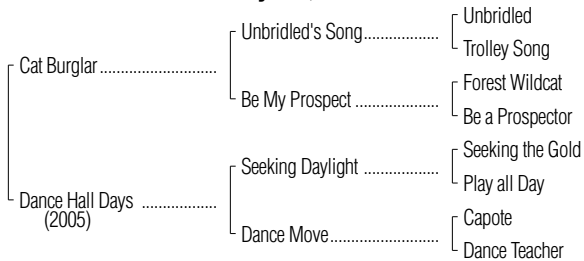 Unbridled
Unbridled's Song..................
Trolley Song
Cat Burglar............................
Forest Wildcat
Be My Prospect ....................
Be a Prospector
Seeking the Gold
Seeking Daylight ..................
Play all Day
Dance Hall Days ..................
(2005)
Capote
Dance Move..........................
Dance Teacher